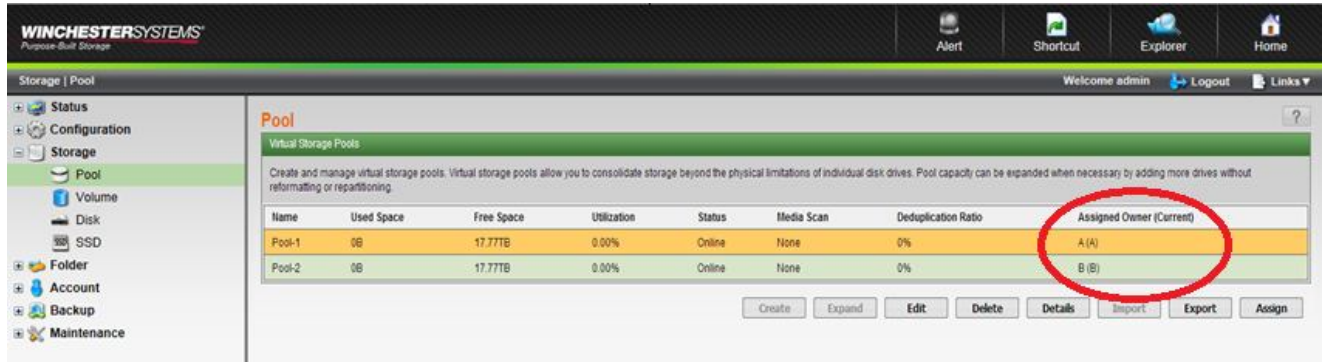 WINCHESTERSYSTEMS®
Purpose-Built Storage
Alert
Shortcut
Explorer
Home
Storage | Pool
Welcome admin
Logout
Links ▼
Status
Configuration
Storage
Pool
Volume
Disk
SSD
Folder
Account
Backup
Maintenance
Pool
?
Virtual Storage Pools
Create and manage virtual storage pools. Virtual storage pools allow you to consolidate storage beyond the physical limitations of individual disk drives. Pool capacity can be expanded when necessary by adding more drives without
reformatting or repartitioning.
Name Used Space Free Space Utilization Status Media Scan Deduplication Ratio Assigned Owner (Current)
Pool-1 0B 17.77TB 0.00% Online None 0% A (A)
Pool-2 0B 17.77TB 0.00% Online None 0% B (B)
Create Expand Edit Delete Details Import Export Assign